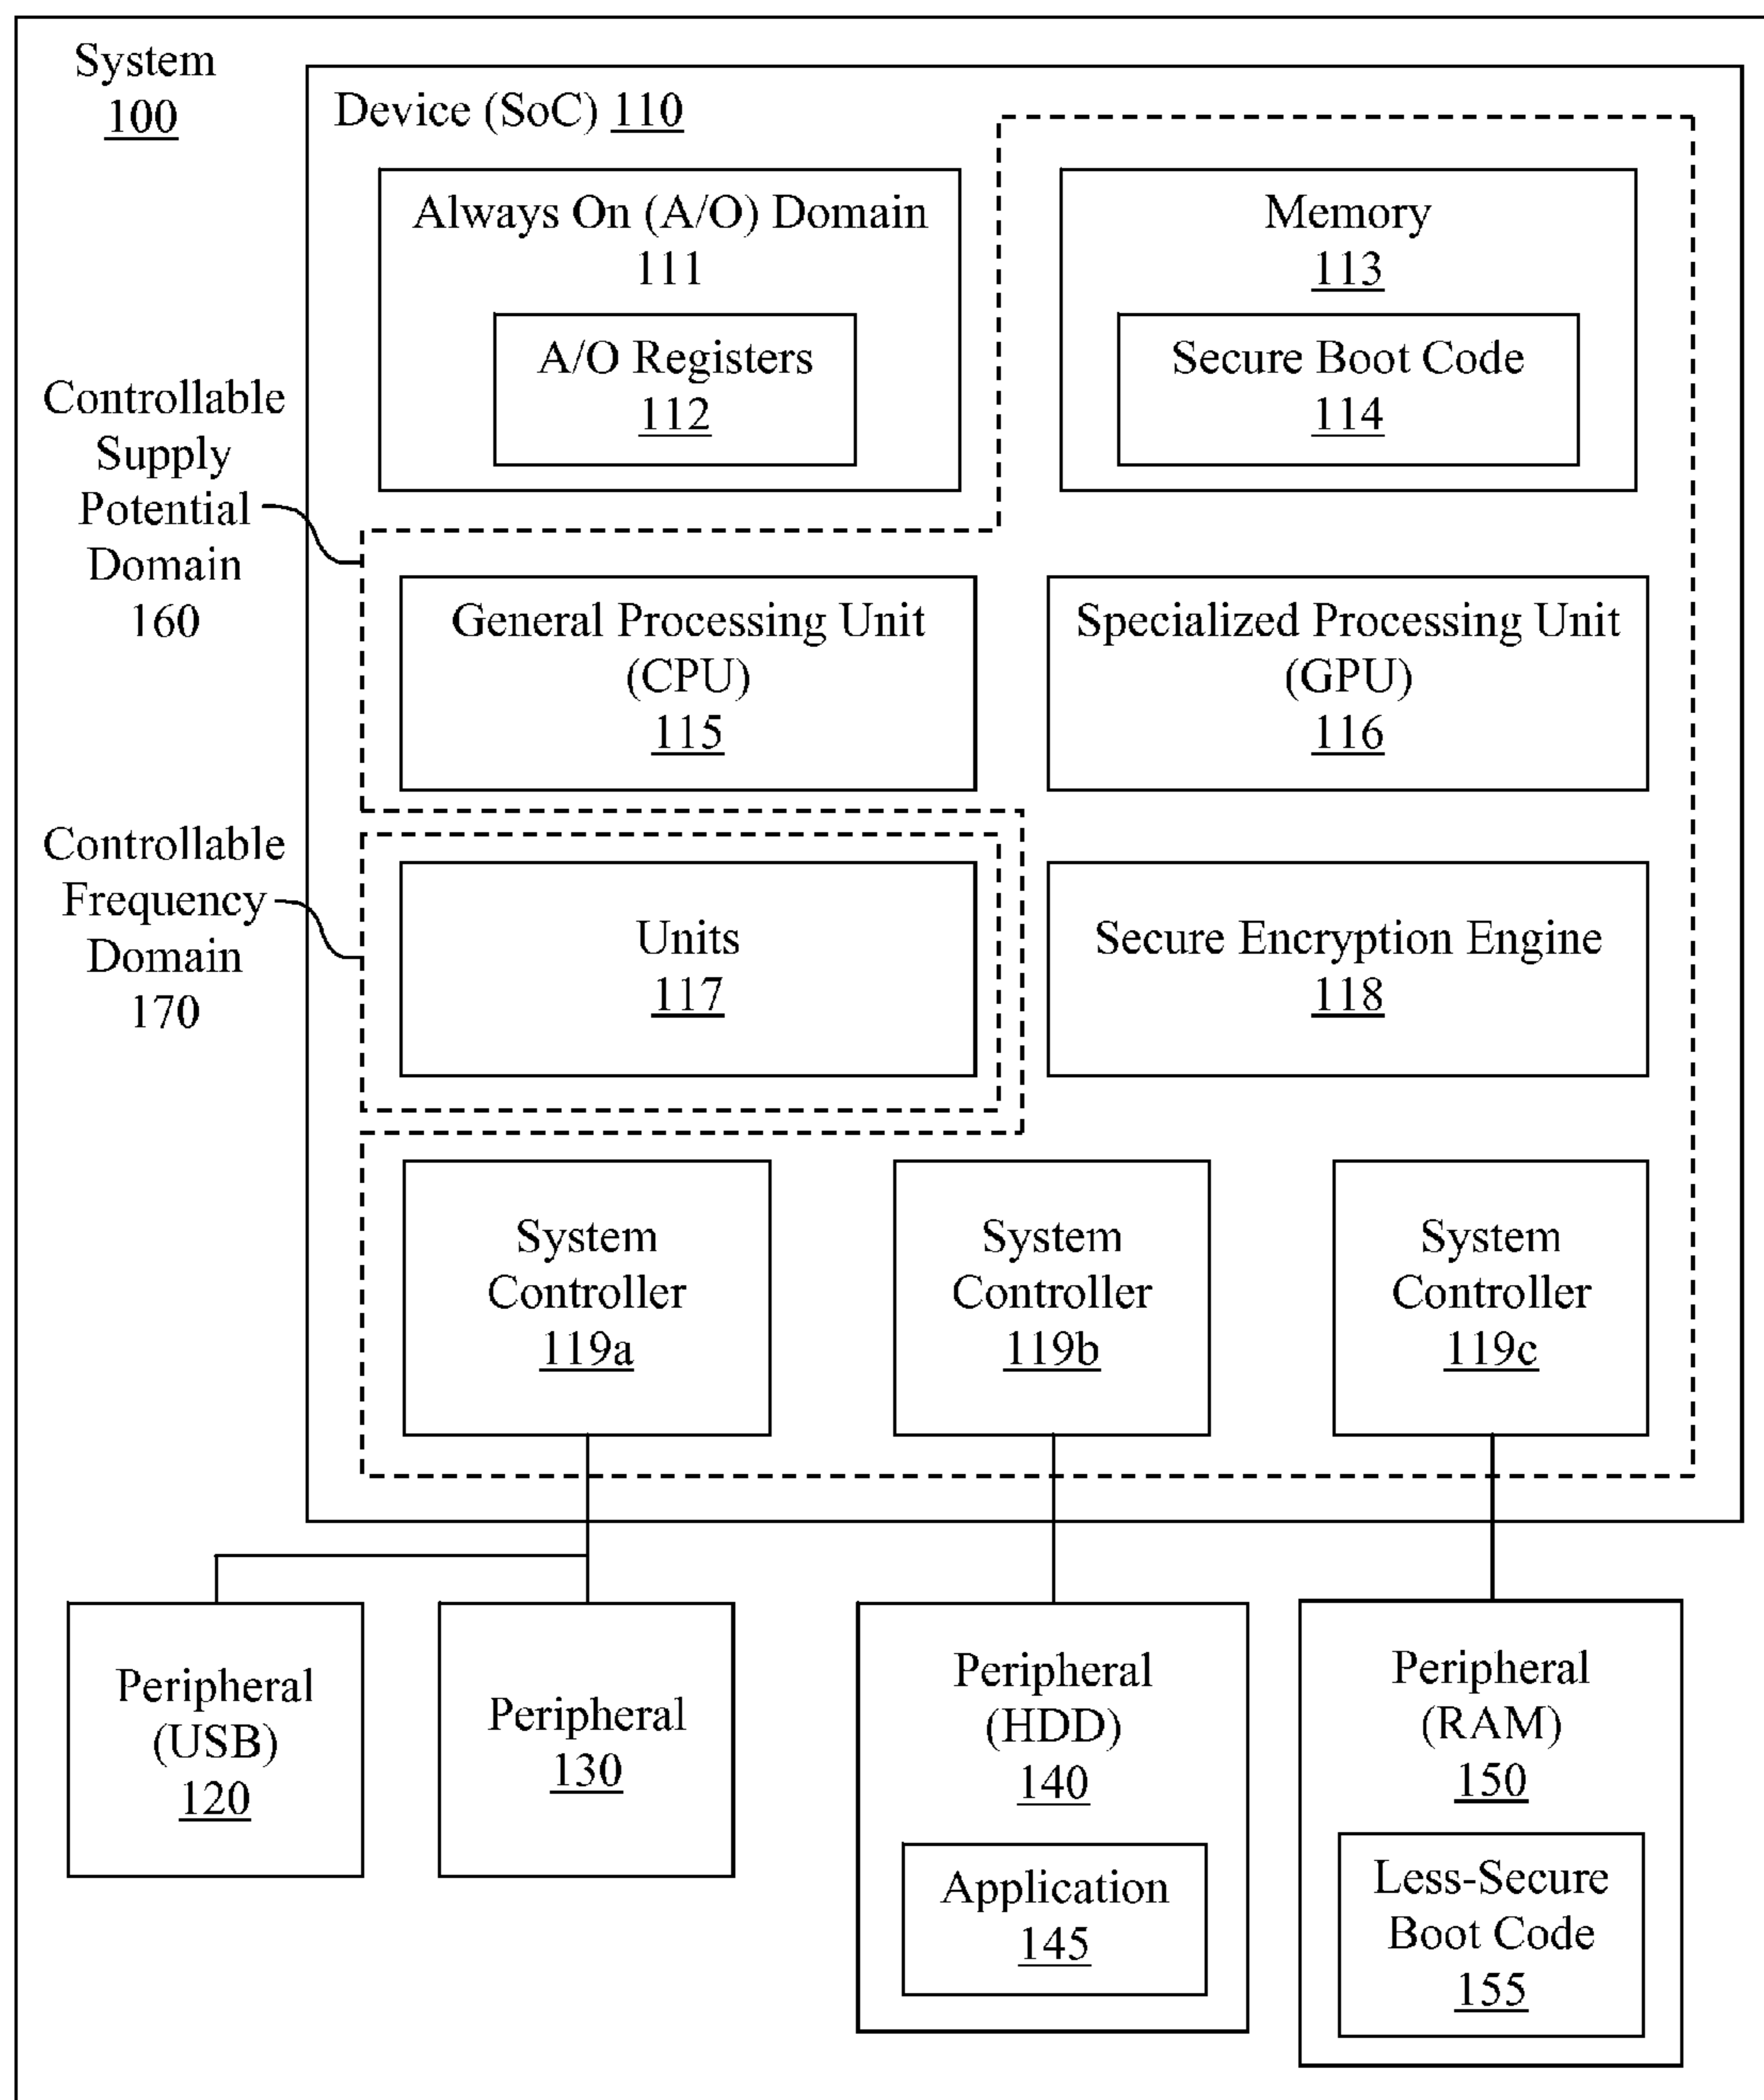 System
100
Device (SoC) 110
Always On (A/O) Domain
111
A/O Registers
112
Memory
113
Secure Boot Code
114
Controllable
Supply
Potential
Domain
160
General Processing Unit
(CPU)
115
Specialized Processing Unit
(GPU)
116
Controllable
Frequency
Domain
170
Units
117
Secure Encryption Engine
118
System
Controller
119a
System
Controller
119b
System
Controller
119c
Peripheral
(USB)
120
Peripheral
130
Peripheral
(HDD)
140
Application
145
Peripheral
(RAM)
150
Less-Secure
Boot Code
155